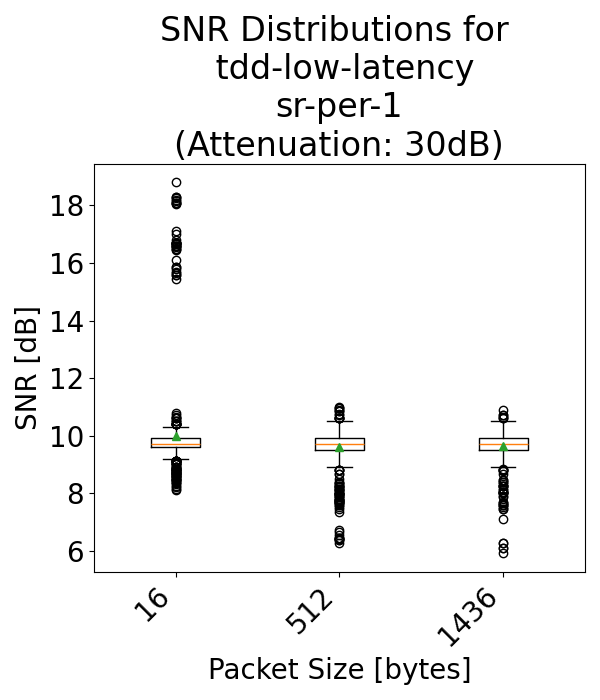 SNR Distributions for
tdd-low-latency
sr-per-1
(Attenuation: 30dB)
SNR [dB]
18
16
14
12
10
8
6
16
512
1436
Packet Size [bytes]